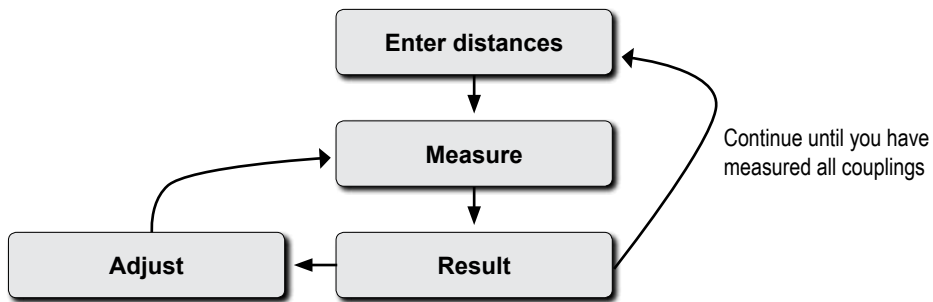 Enter distances
Measure
Continue until you have
measured all couplings
Adjust
Result